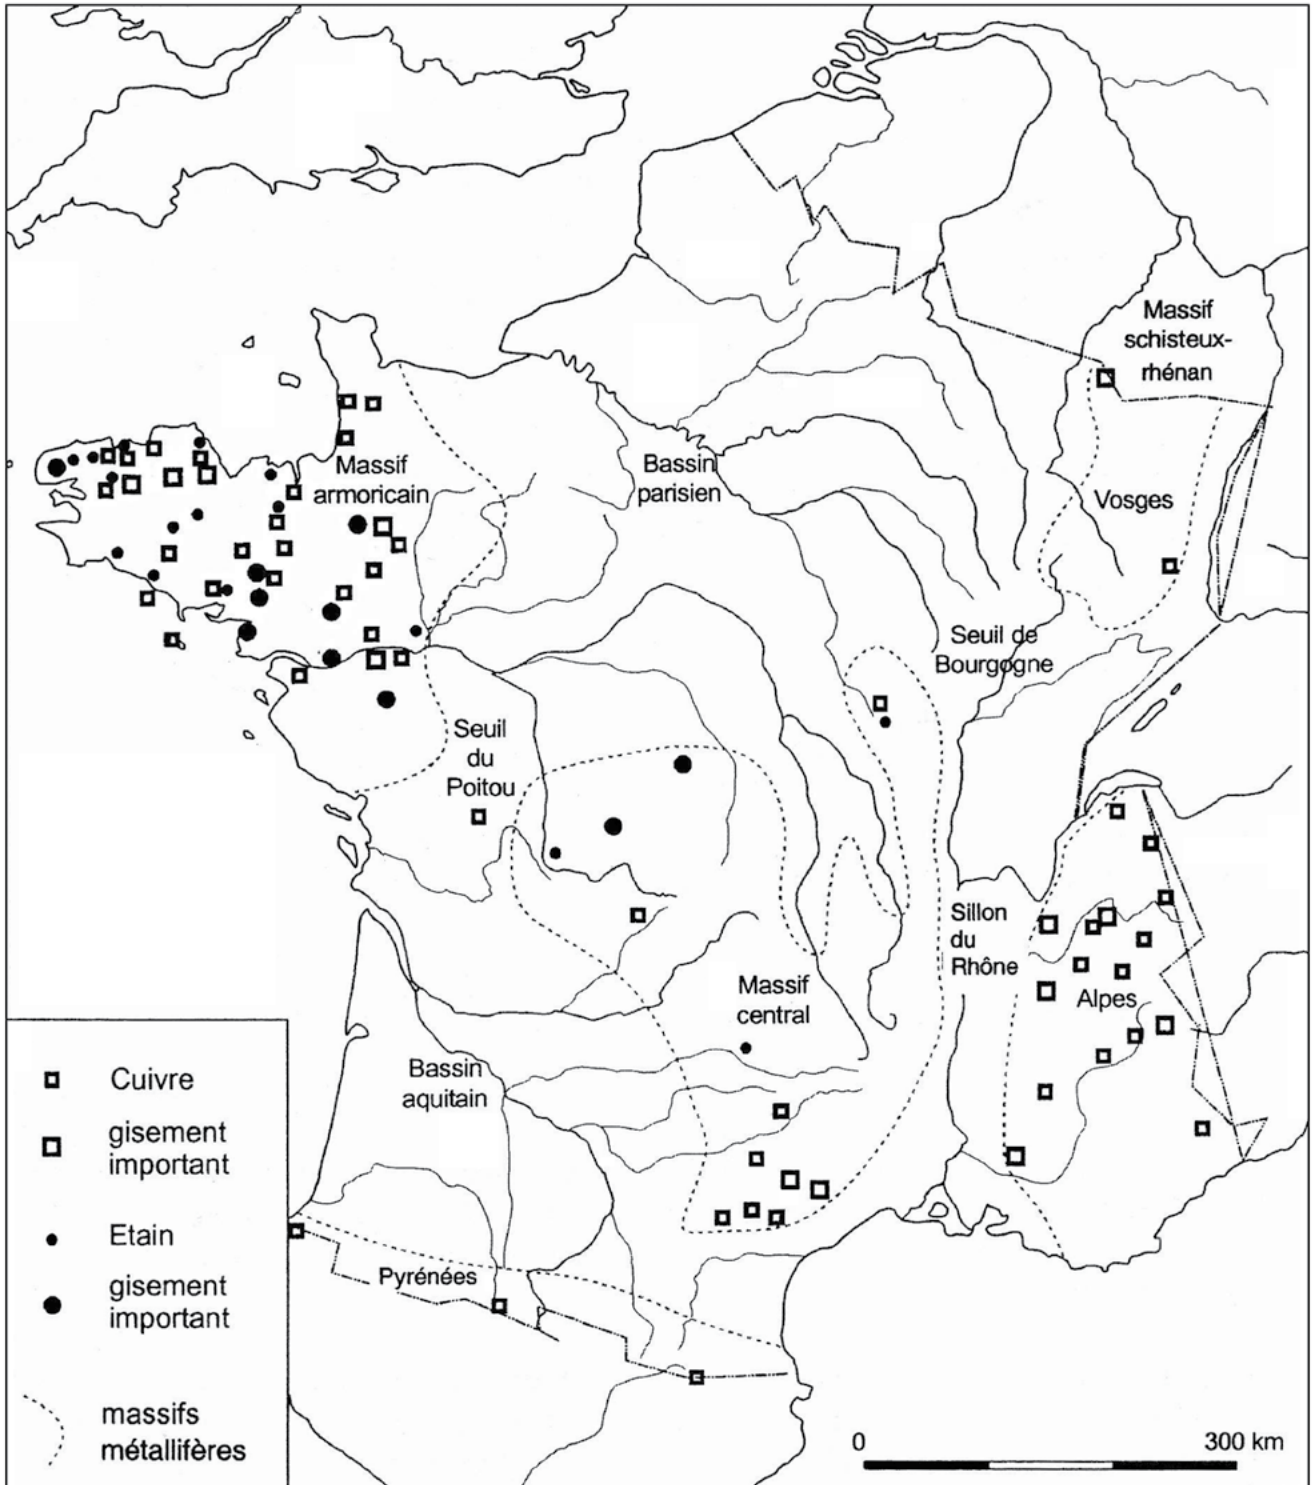 Massif
schisteux-
rhénan
Massif
armoricain
Bassin
parisien
Vosges
Seuil de
Bourgogne
Seuil
du
Poitou
Sillon
du
Rhône
Massif
central
Alpes
Bassin
aquitain
Pyrénées
Cuivre
gisement
important
Etain
gisement
important
massifs
métallifères
0 300 km